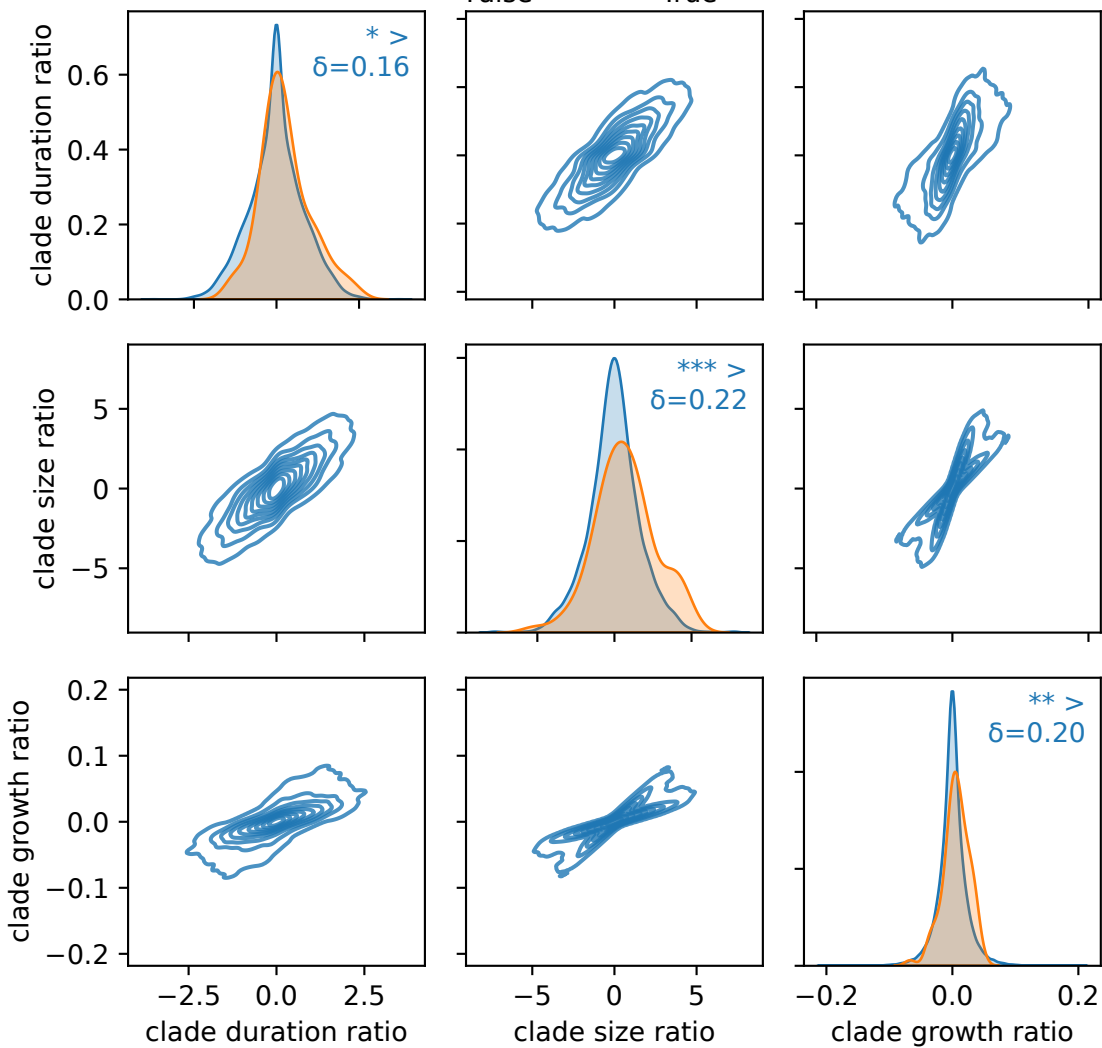 clade duration ratio
0.6
0.4
0.2
0.0
* >
δ=0.16
clade size ratio
5
0
−5
*** >
δ=0.22
clade growth ratio
0.2
0.1
0.0
−0.1
−0.2
** >
δ=0.20
−2.5 0.0 2.5
−5 0 5
−0.2 0.0 0.2
clade duration ratio
clade size ratio
clade growth ratio